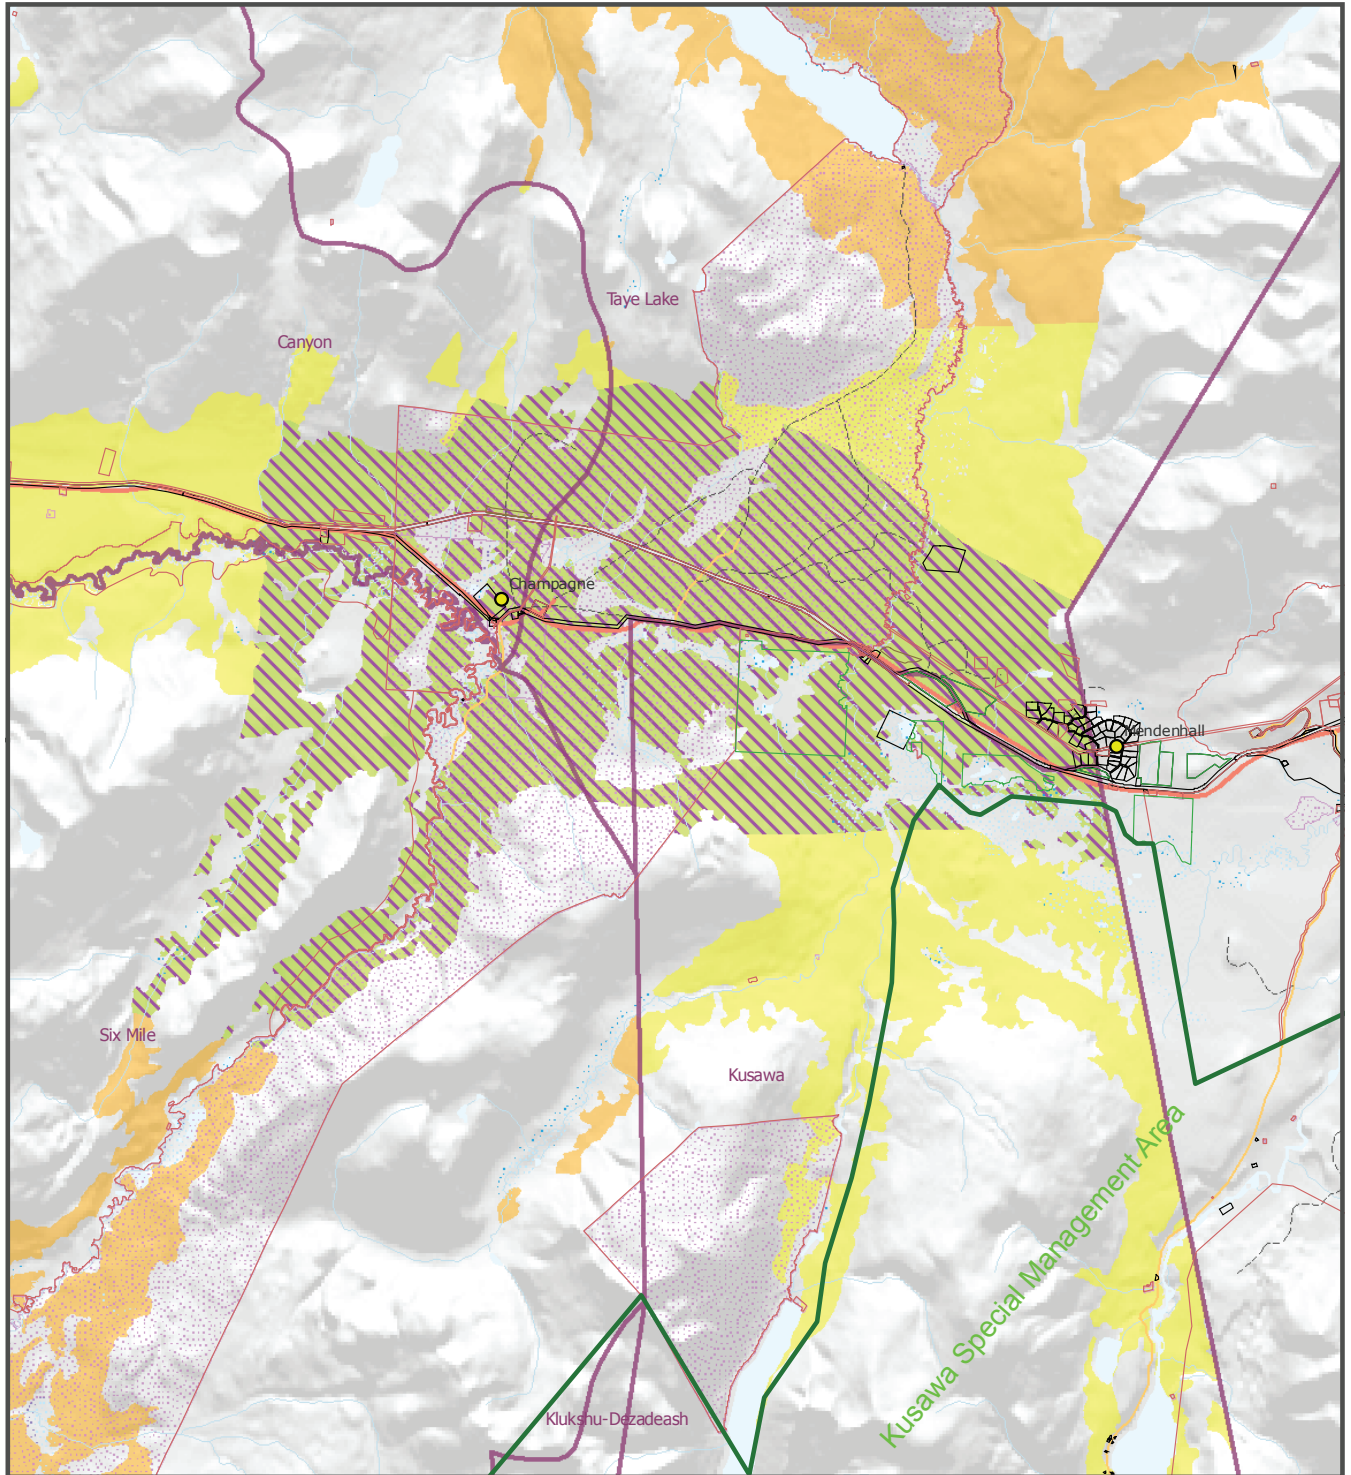 Taye Lake
Canyon
Champagne
Mendenhall
Six Mile
Kusawa
Kusawa Special Management Area
Klukshu-Dezadeash